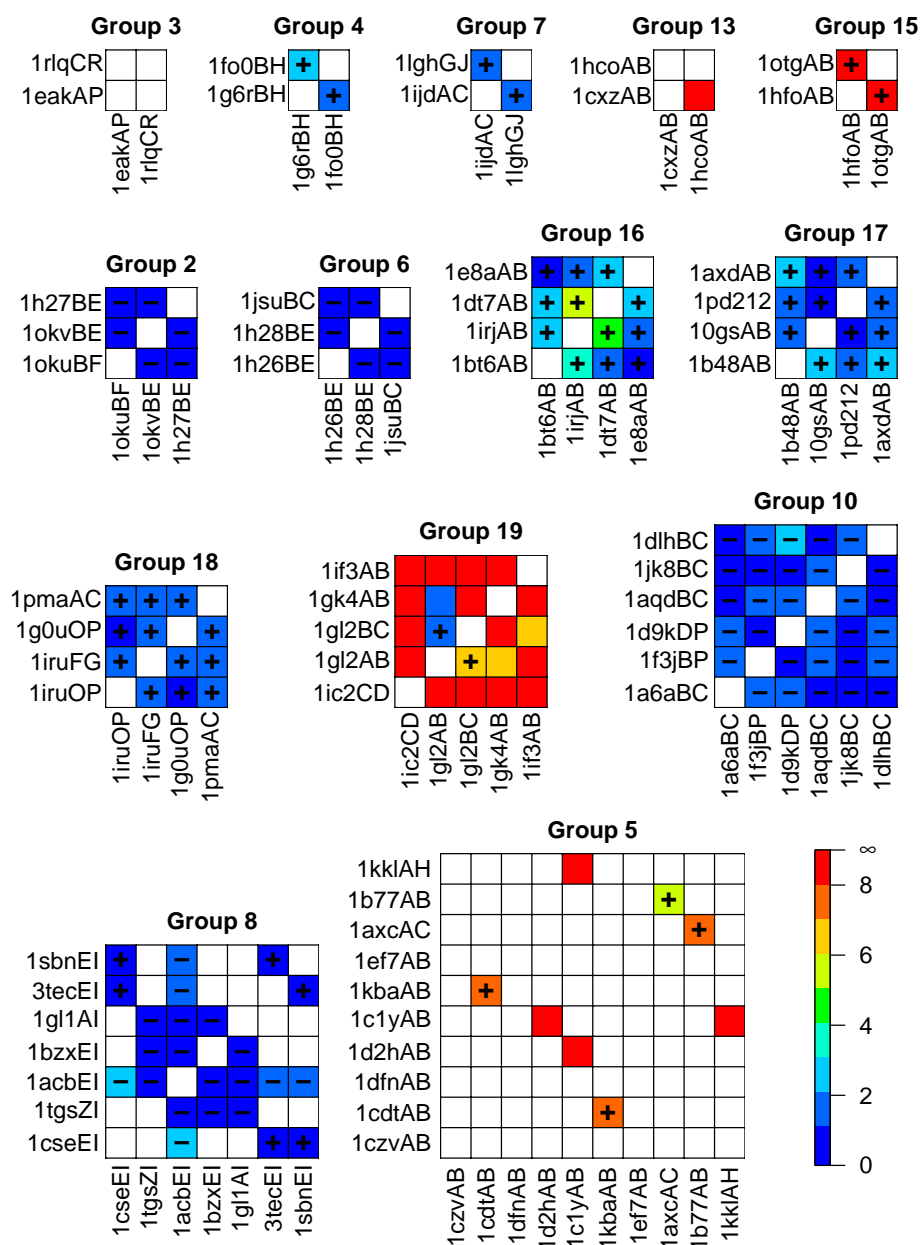 Group 3
1rlqCR
1eakAP
1eakAP
1rlqCR
Group 4
1fo0BH
1g6rBH
1g6rBH
1fo0BH
Group 7
1lghGJ
1ijdAC
1ijdAC
1lghGJ
Group 13
1hcoAB
1cxzAB
1cxzAB
1hcoAB
Group 15
1otgAB
1hfoAB
1hfoAB
1otgAB
Group 2
1h27BE
1okvBE
1okuBF
1okuBF
1okvBE
1h27BE
Group 6
1jsuBC
1h28BE
1h26BE
1h26BE
1h28BE
1jsuBC
Group 16
1e8aAB
1dt7AB
1irjAB
1bt6AB
1bt6AB
1irjAB
1dt7AB
1e8aAB
Group 17
1axdAB
1pd212
10gsAB
1b48AB
1b48AB
10gsAB
1pd212
1axdAB
Group 18
1pmaAC
1g0uOP
1iruFG
1iruOP
1iruOP
1iruFG
1g0uOP
1pmaAC
Group 19
1if3AB
1gk4AB
1gl2BC
1gl2AB
1ic2CD
1ic2CD
1gl2AB
1gl2BC
1gk4AB
1if3AB
Group 10
1dlhBC
1jk8BC
1aqdBC
1d9kDP
1f3jBP
1a6aBC
1a6aBC
1f3jBP
1d9kDP
1aqdBC
1jk8BC
1dlhBC
Group 8
1sbnEI
3tecEI
1gl1AI
1bzxEI
1acbEI
1tgsZI
1cseEI
1cseEI
1tgsZI
1acbEI
1bzxEI
1gl1AI
3tecEI
1sbnEI
Group 5
1kklAH
1b77AB
1axcAC
1ef7AB
1kbaAB
1c1yAB
1d2hAB
1dfnAB
1cdtAB
1czvAB
1czvAB
1cdtAB
1dfnAB
1d2hAB
1c1yAB
1kbaAB
1ef7AB
1axcAC
1b77AB
1kklAH
∞
8
6
4
2
0